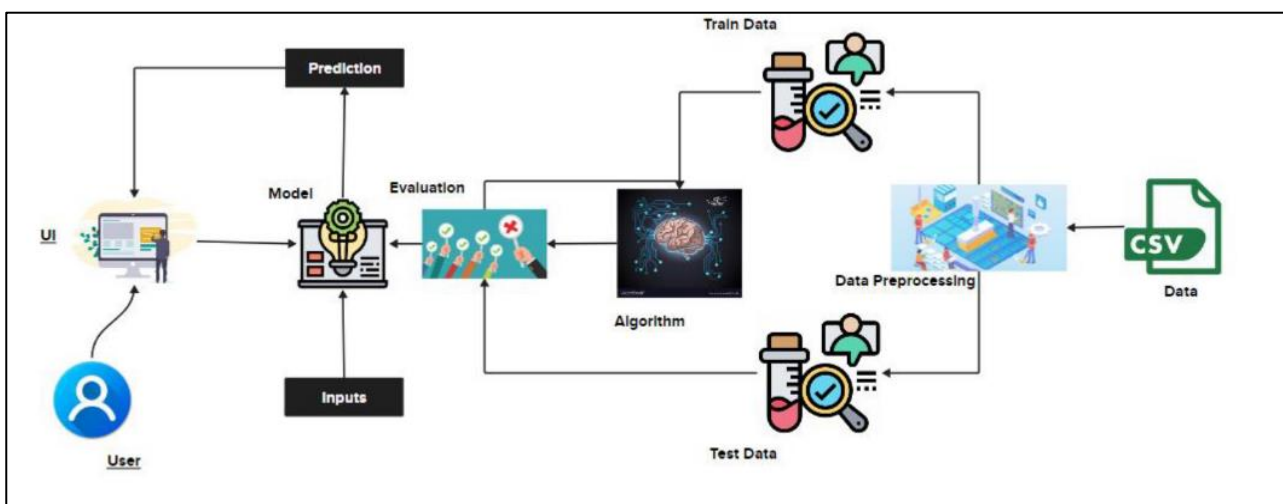 Train Data
Prediction
Model
Evaluation
UI
CSV
Data Preprocessing
Data
Algorithm
Inputs
User
Test Data